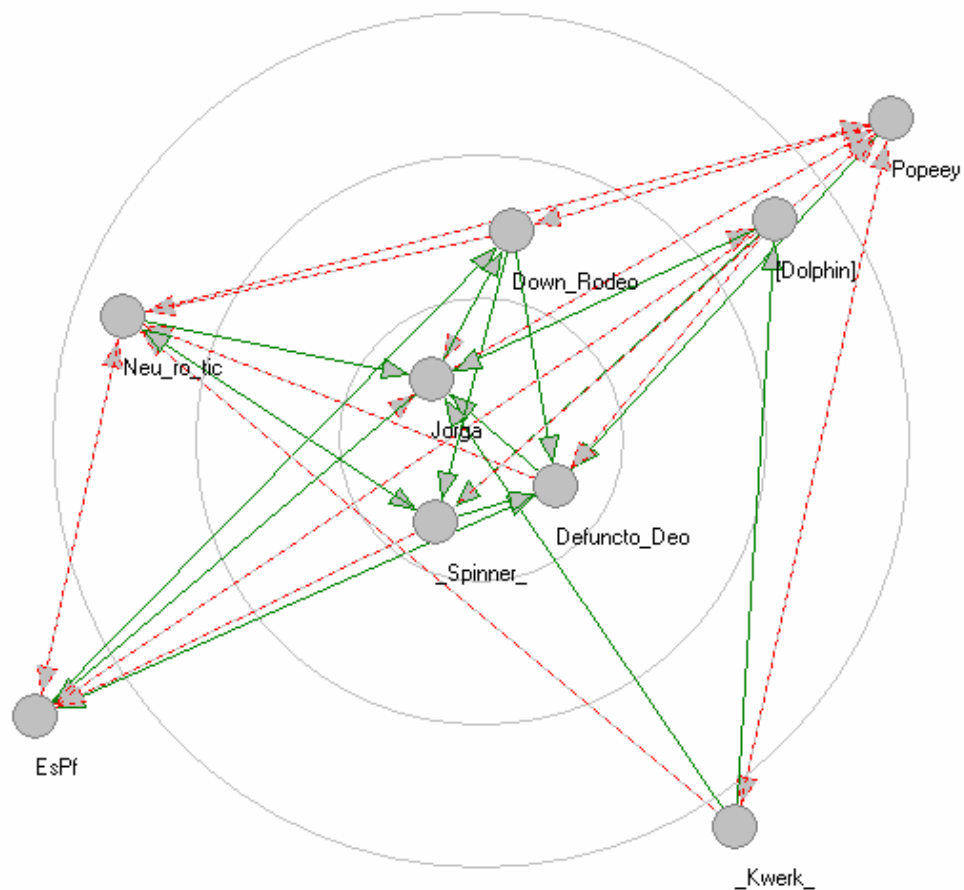 Popeey
Down_Rodeo
[Dolphin]
Neu_ro_tic
Jorga
Defuncto_Deo
_Spinner_
EsPf
_Kwerk_